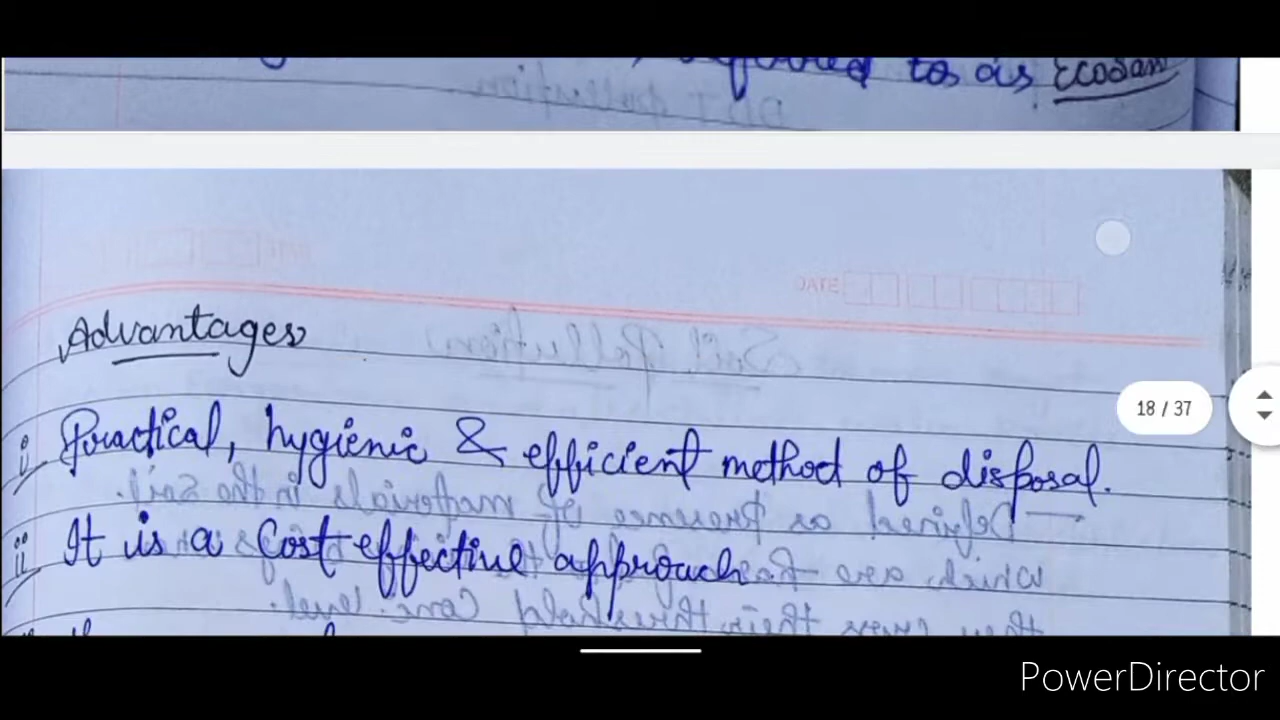 to as Ecosan
DATE
Advantages
i Practical, hygienic & efficient method of disposal.
18 / 37
ii It is a Cost effective approach.
PowerDirector